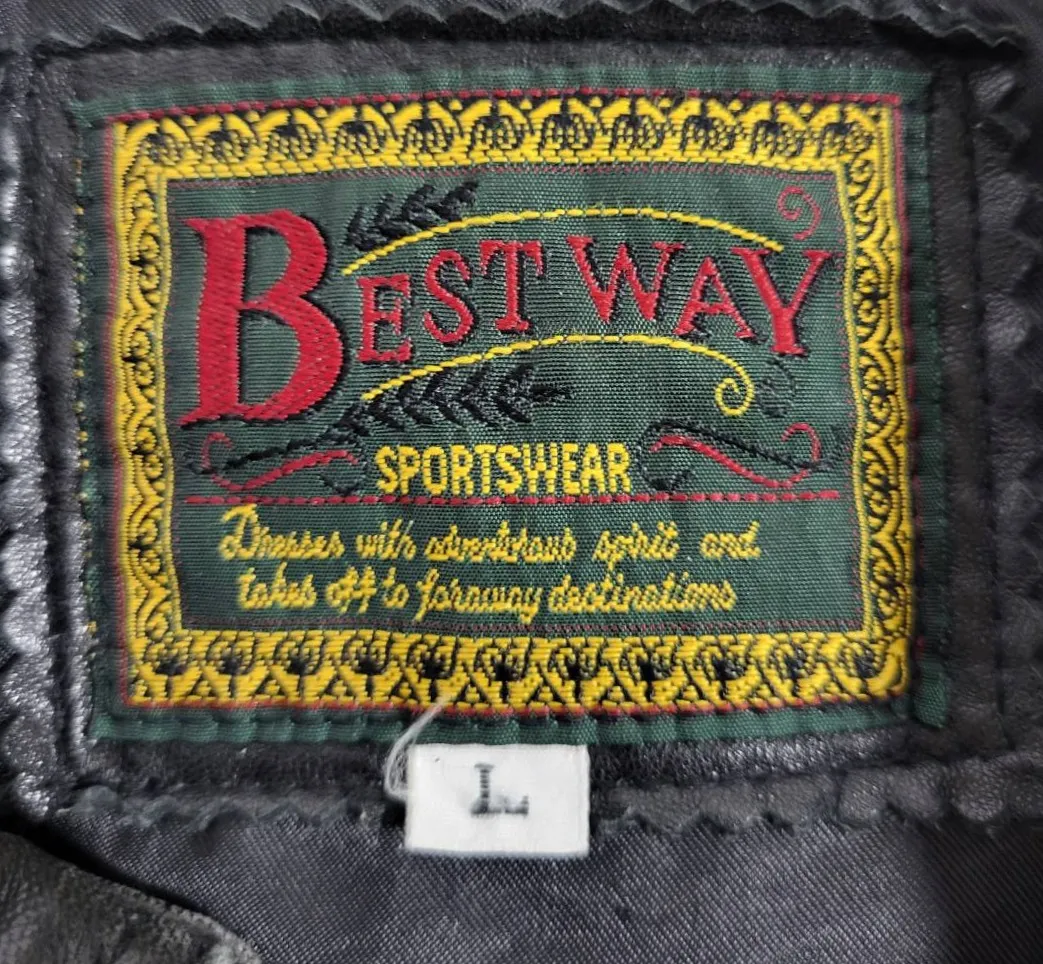 BEST WAY
SPORTSWEAR
Dresses with adventurous spirit and
takes off to faraway destinations
L